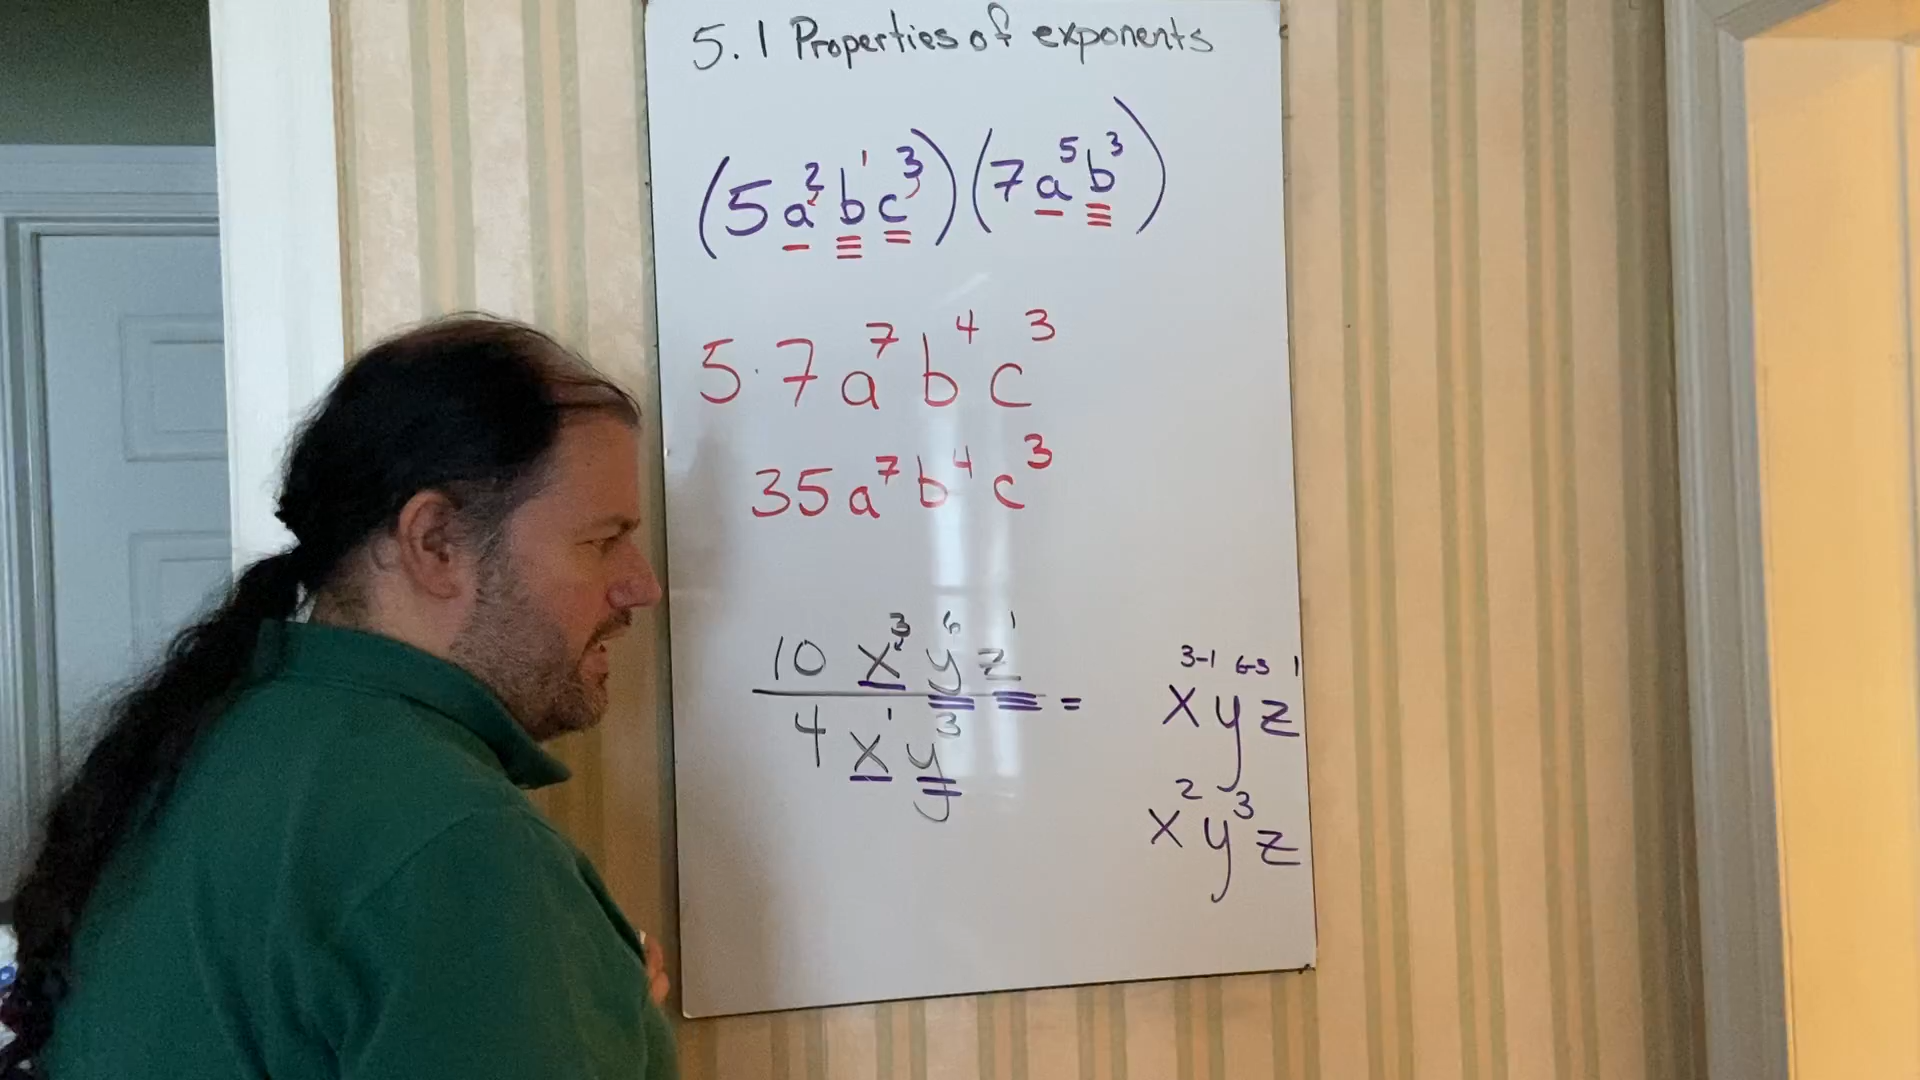 5.1 Properties of exponents
(5a²b¹c³)(7a⁵b³)
5·7a⁷b⁴c³
35a⁷b⁴c³
10x³y⁶z¹
4x¹y³
=
x³⁻¹y⁶⁻³z¹
x²y³z